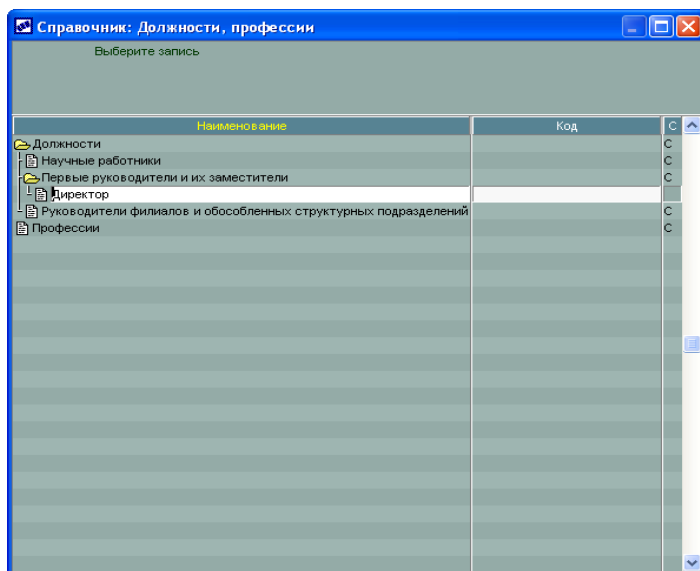 Справочник: Должности, профессии
Выберите запись
Наименование Код С
Должности С
Научные работники С
Первые руководители и их заместители С
Директор
Руководители филиалов и обособленных структурных подразделений С
Профессии С